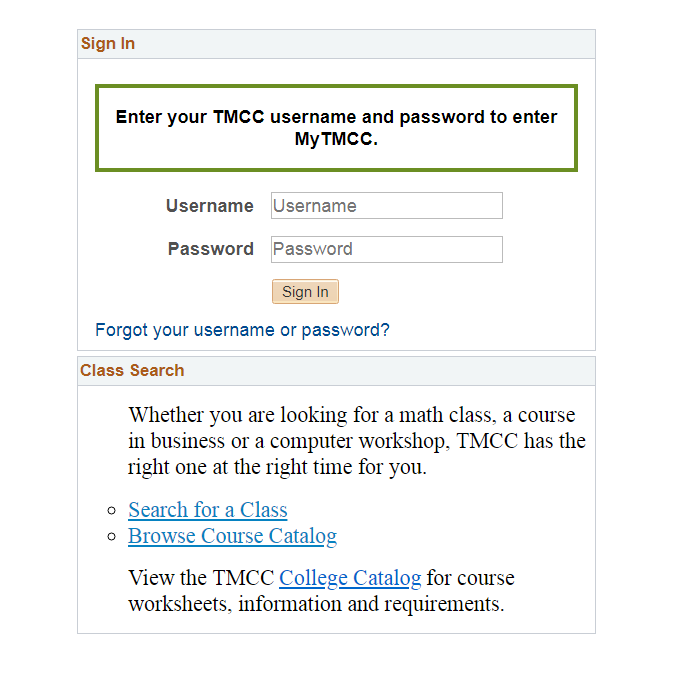 Sign In
Enter your TMCC username and password to enter
MyTMCC.
Username Username
Password Password
Sign In
Forgot your username or password?
Class Search
Whether you are looking for a math class, a course
in business or a computer workshop, TMCC has the
right one at the right time for you.
Search for a Class
Browse Course Catalog
View the TMCC College Catalog for course
worksheets, information and requirements.